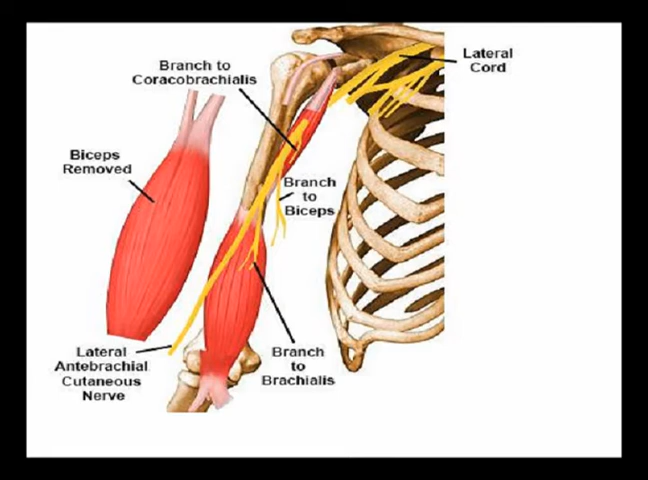 Lateral
Cord
Branch to
Coracobrachialis
Biceps
Removed
Branch
to
Biceps
Lateral
Antebrachial
Cutaneous
Nerve
Branch
to
Brachialis